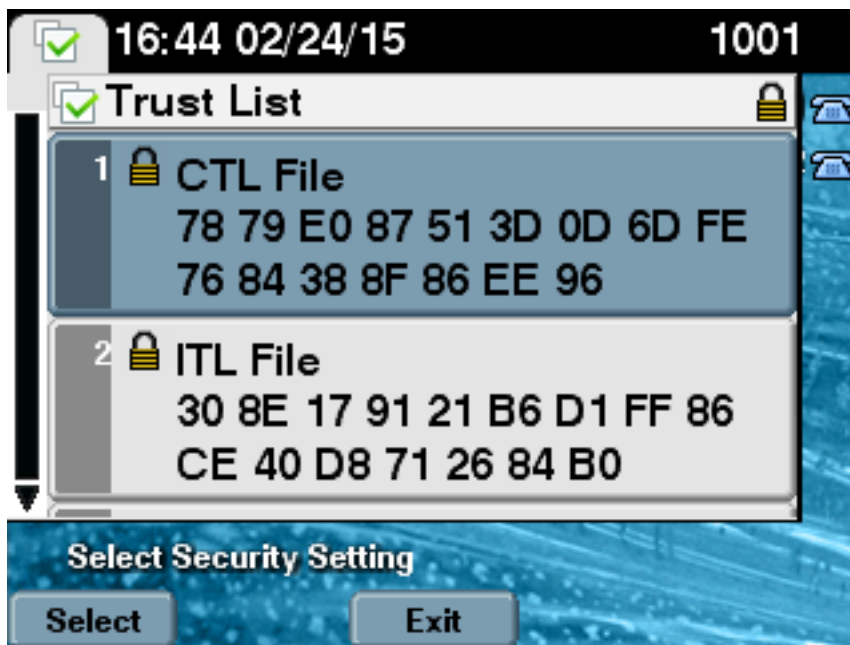 16:44 02/24/15 1001
Trust List
1 CTL File
78 79 E0 87 51 3D 0D 6D FE
76 84 38 8F 86 EE 96
2 ITL File
30 8E 17 91 21 B6 D1 FF 86
CE 40 D8 71 26 84 B0
Select Security Setting
Select Exit